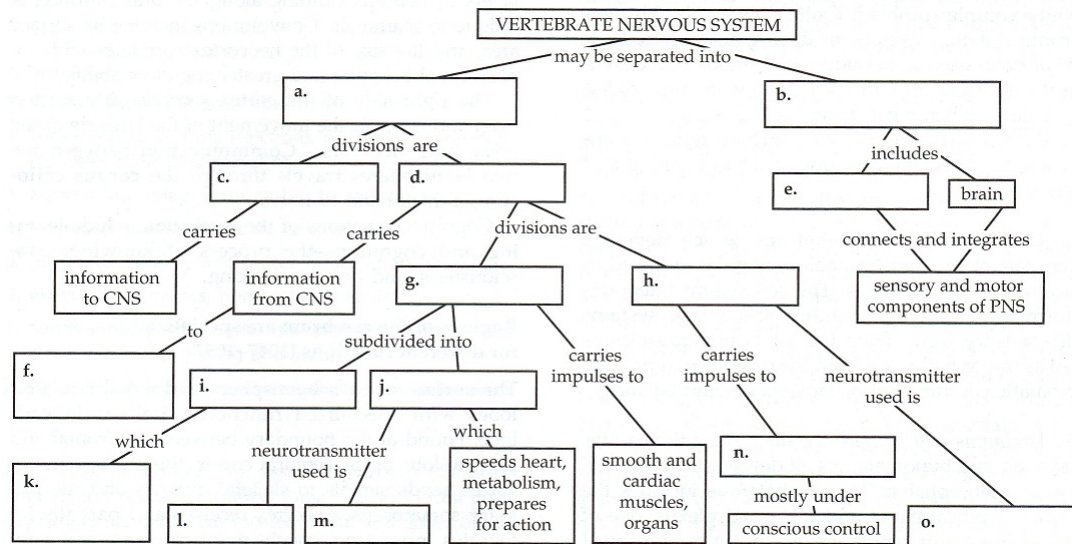 VERTEBRATE NERVOUS SYSTEM
may be separated into
a.
b.
divisions are
includes
c.
d.
e.
brain
carries
carries
divisions are
connects and integrates
information
to CNS
information
from CNS
g.
h.
sensory and motor
components of PNS
to
subdivided into
carries
impulses to
carries
impulses to
neurotransmitter
used is
f.
i.
j.
which
neurotransmitter
which
k.
l.
m.
speeds heart,
metabolism,
prepares
for action
smooth and
cardiac
muscles,
organs
n.
mostly under
conscious control
o.